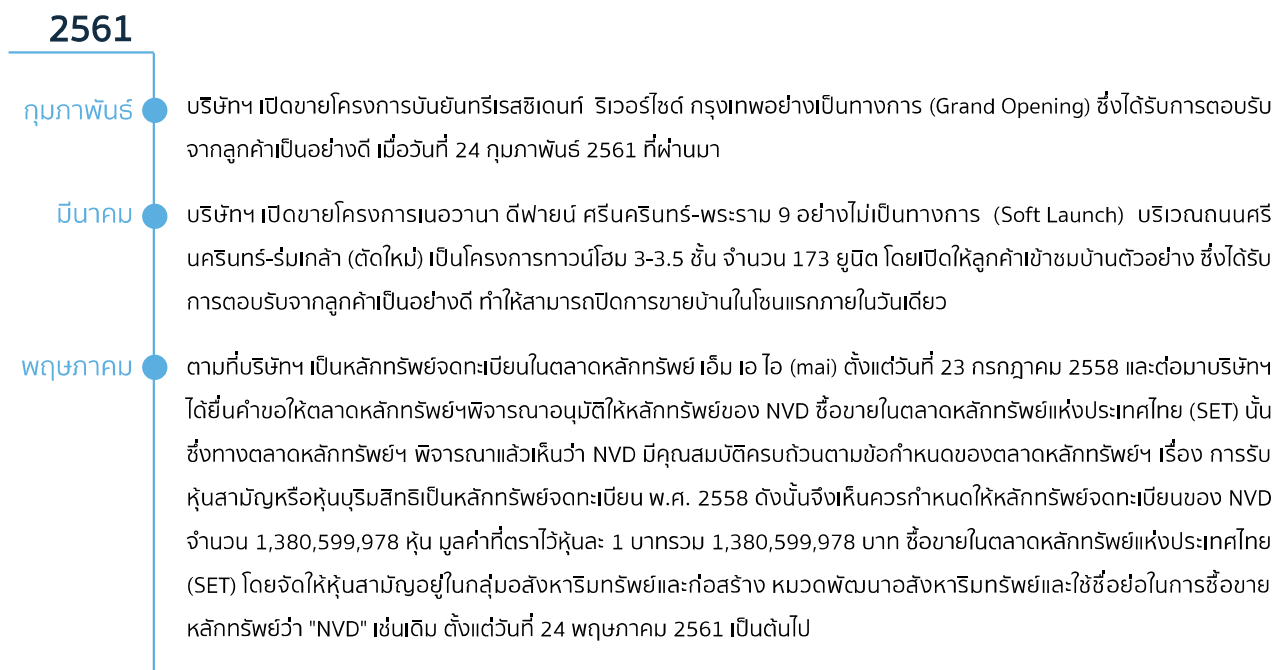 2561
กุมภาพันธ์
บริษัทฯ เปิดขายโครงการบันยันทรีเรสซิเดนท์ ริเวอร์ไซด์ กรุงเทพอย่างเป็นทางการ (Grand Opening) ซึ่งได้รับการตอบรับ
จากลูกค้าเป็นอย่างดี เมื่อวันที่ 24 กุมภาพันธ์ 2561 ที่ผ่านมา
มีนาคม
บริษัทฯ เปิดขายโครงการเนอวานา ดีฟายน์ ศรีนครินทร์-พระราม 9 อย่างไม่เป็นทางการ (Soft Launch) บริเวณถนนศรี
นครินทร์-ร่มเกล้า (ตัดใหม่) เป็นโครงการทาวน์โฮม 3-3.5 ชั้น จำนวน 173 ยูนิต โดยเปิดให้ลูกค้าเข้าชมบ้านตัวอย่าง ซึ่งได้รับ
การตอบรับจากลูกค้าเป็นอย่างดี ทำให้สามารถปิดการขายบ้านในโซนแรกภายในวันเดียว
พฤษภาคม
ตามที่บริษัทฯ เป็นหลักทรัพย์จดทะเบียนในตลาดหลักทรัพย์ เอ็ม เอ ไอ (mai) ตั้งแต่วันที่ 23 กรกฎาคม 2558 และต่อมาบริษัทฯ
ได้ยื่นคำขอให้ตลาดหลักทรัพย์ฯพิจารณาอนุมัติให้หลักทรัพย์ของ NVD ซื้อขายในตลาดหลักทรัพย์แห่งประเทศไทย (SET) นั้น
ซึ่งทางตลาดหลักทรัพย์ฯ พิจารณาแล้วเห็นว่า NVD มีคุณสมบัติครบถ้วนตามข้อกำหนดของตลาดหลักทรัพย์ฯ เรื่อง การรับ
หุ้นสามัญหรือหุ้นบุริมสิทธิเป็นหลักทรัพย์จดทะเบียน พ.ศ. 2558 ดังนั้นจึงเห็นควรกำหนดให้หลักทรัพย์จดทะเบียนของ NVD
จำนวน 1,380,599,978 หุ้น มูลค่าที่ตราไว้หุ้นละ 1 บาทรวม 1,380,599,978 บาท ซื้อขายในตลาดหลักทรัพย์แห่งประเทศไทย
(SET) โดยจัดให้หุ้นสามัญอยู่ในกลุ่มอสังหาริมทรัพย์และก่อสร้าง หมวดพัฒนาอสังหาริมทรัพย์และใช้ชื่อย่อในการซื้อขาย
หลักทรัพย์ว่า "NVD" เช่นเดิม ตั้งแต่วันที่ 24 พฤษภาคม 2561 เป็นต้นไป